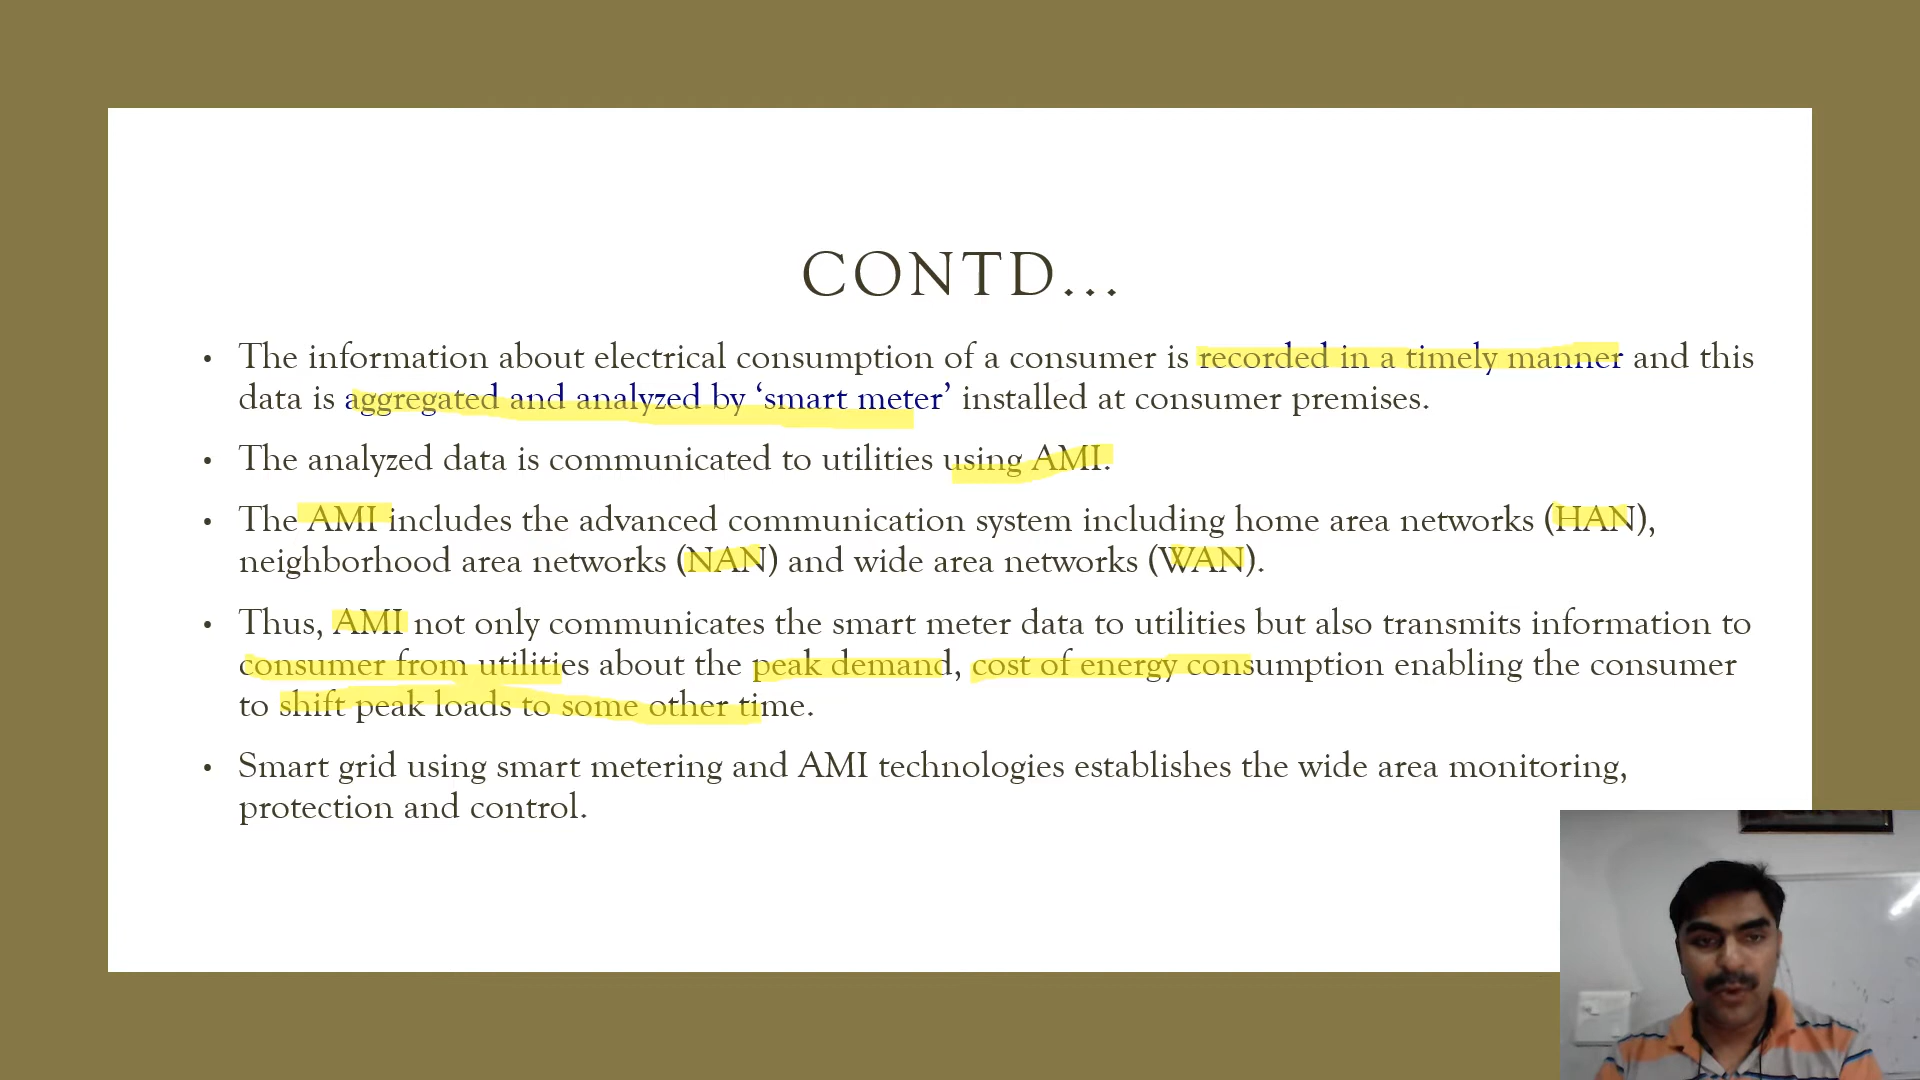 CONTD...
• The information about electrical consumption of a consumer is recorded in a timely manner and this
data is aggregated and analyzed by ‘smart meter’ installed at consumer premises.
• The analyzed data is communicated to utilities using AMI.
• The AMI includes the advanced communication system including home area networks (HAN),
neighborhood area networks (NAN) and wide area networks (WAN).
• Thus, AMI not only communicates the smart meter data to utilities but also transmits information to
consumer from utilities about the peak demand, cost of energy consumption enabling the consumer
to shift peak loads to some other time.
• Smart grid using smart metering and AMI technologies establishes the wide area monitoring,
protection and control.